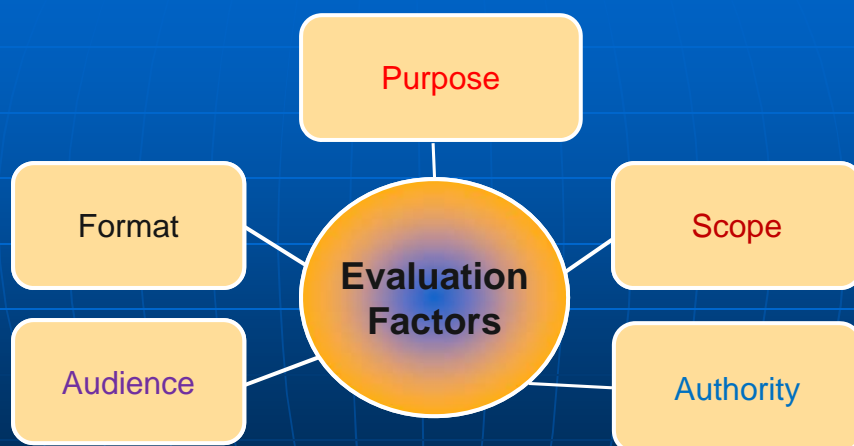 Purpose
Format
Scope
Evaluation
Factors
Audience
Authority